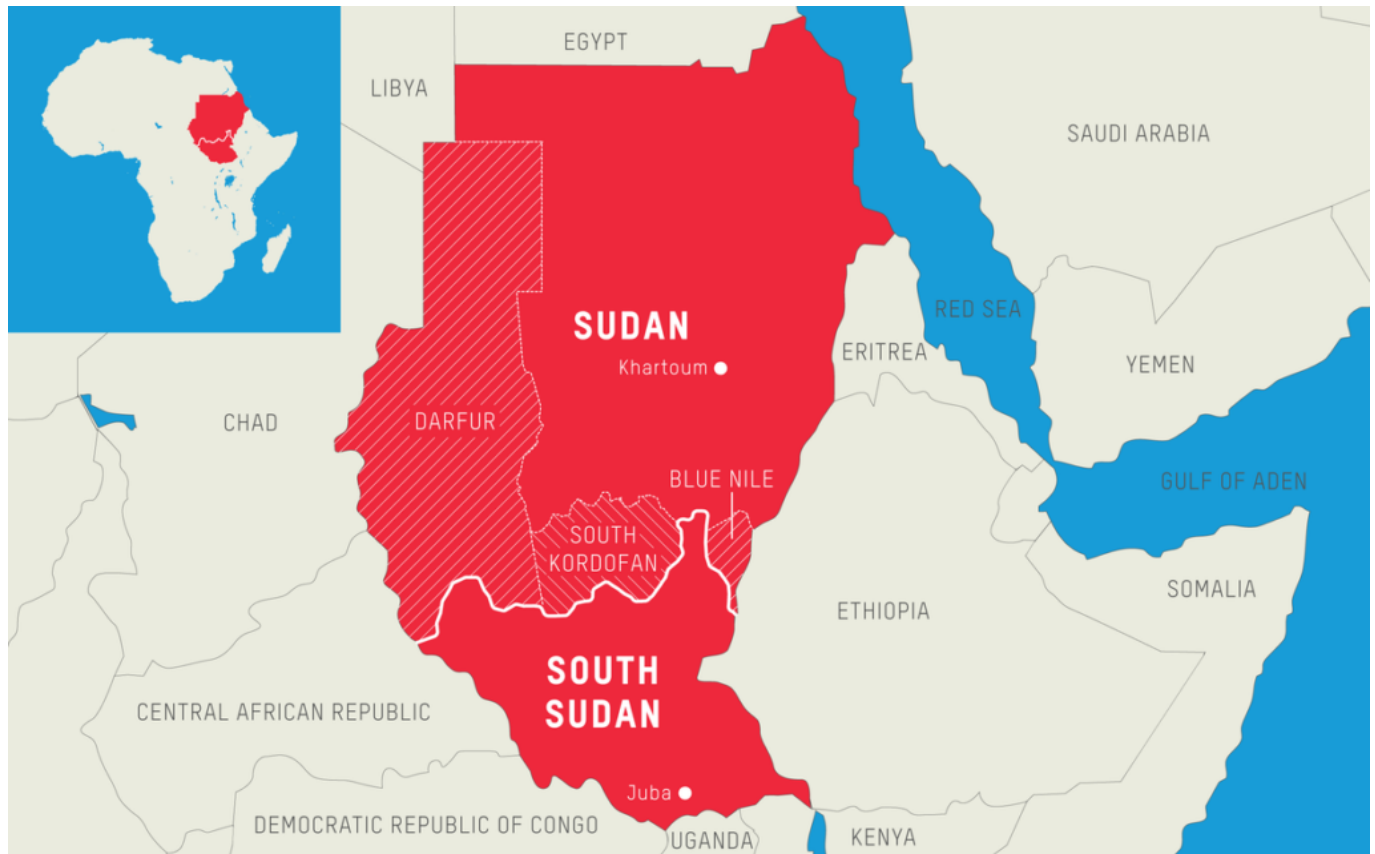 EGYPT
LIBYA
SAUDI ARABIA
RED SEA
SUDAN
Khartoum
ERITREA
YEMEN
CHAD
DARFUR
BLUE NILE
GULF OF ADEN
SOUTH
KORDOFAN
SOMALIA
ETHIOPIA
SOUTH
SUDAN
CENTRAL AFRICAN REPUBLIC
Juba
DEMOCRATIC REPUBLIC OF CONGO
UGANDA
KENYA